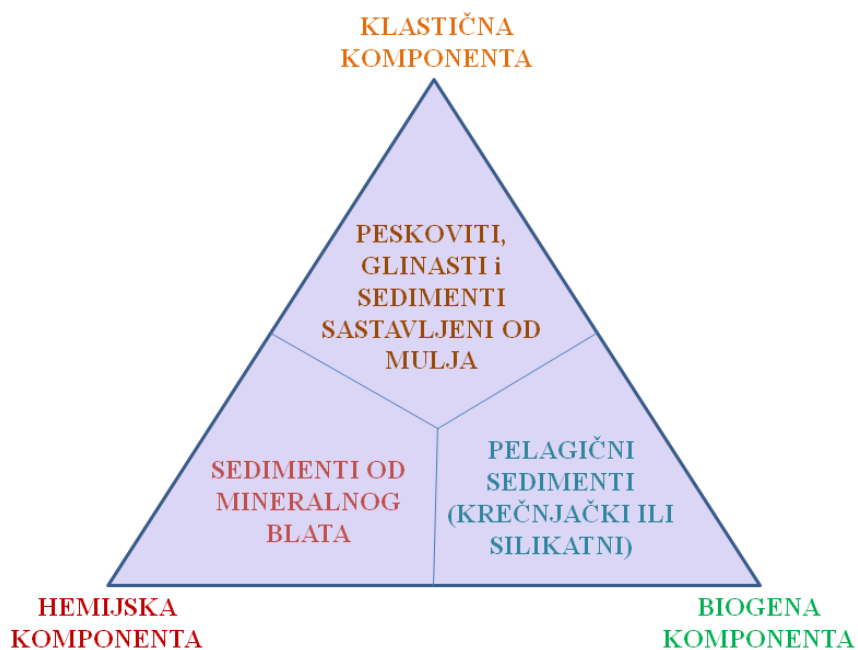 KLASTIČNA
KOMPONENTA
PESKOVITI,
GLINASTI i
SEDIMENTI
SASTAVLJENI OD
MULJA
SEDIMENTI OD
MINERALNOG
BLATA
PELAGIČNI
SEDIMENTI
(KREČNJAČKI ILI
SILIKATNI)
HEMIJSKA
KOMPONENTA
BIOGENA
KOMPONENTA